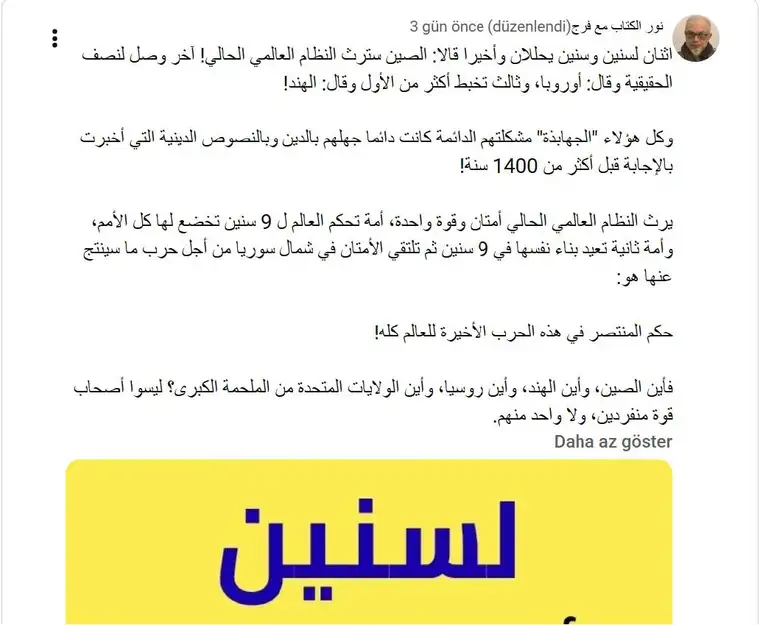 نور الكتاب مع فرج(düzenlendi) 3 gün önce
اثنان لسنين وسنين يحللان وأخيرا قالا: الصين سترث النظام العالمي الحالي! آخر وصل لنصف
الحقيقية وقال: أوروبا، وثالث تخبط أكثر من الأول وقال: الهند!
وكل هؤلاء "الجهابذة" مشكلتهم الدائمة كانت دائما جهلهم بالدين وبالنصوص الدينية التي أخبرت
بالإجابة قبل أكثر من 1400 سنة!
يرث النظام العالمي الحالي أمتان وقوة واحدة، أمة تحكم العالم ل 9 سنين تخضع لها كل الأمم،
وأمة ثانية تعيد بناء نفسها في 9 سنين ثم تلتقي الأمتان في شمال سوريا من أجل حرب ما سينتج
عنها هو:
حكم المنتصر في هذه الحرب الأخيرة للعالم كله!
فأين الصين، وأين الهند، وأين روسيا، وأين الولايات المتحدة من الملحمة الكبرى؟ ليسوا أصحاب
قوة منفردين، ولا واحد منهم.
Daha az göster
لسنين